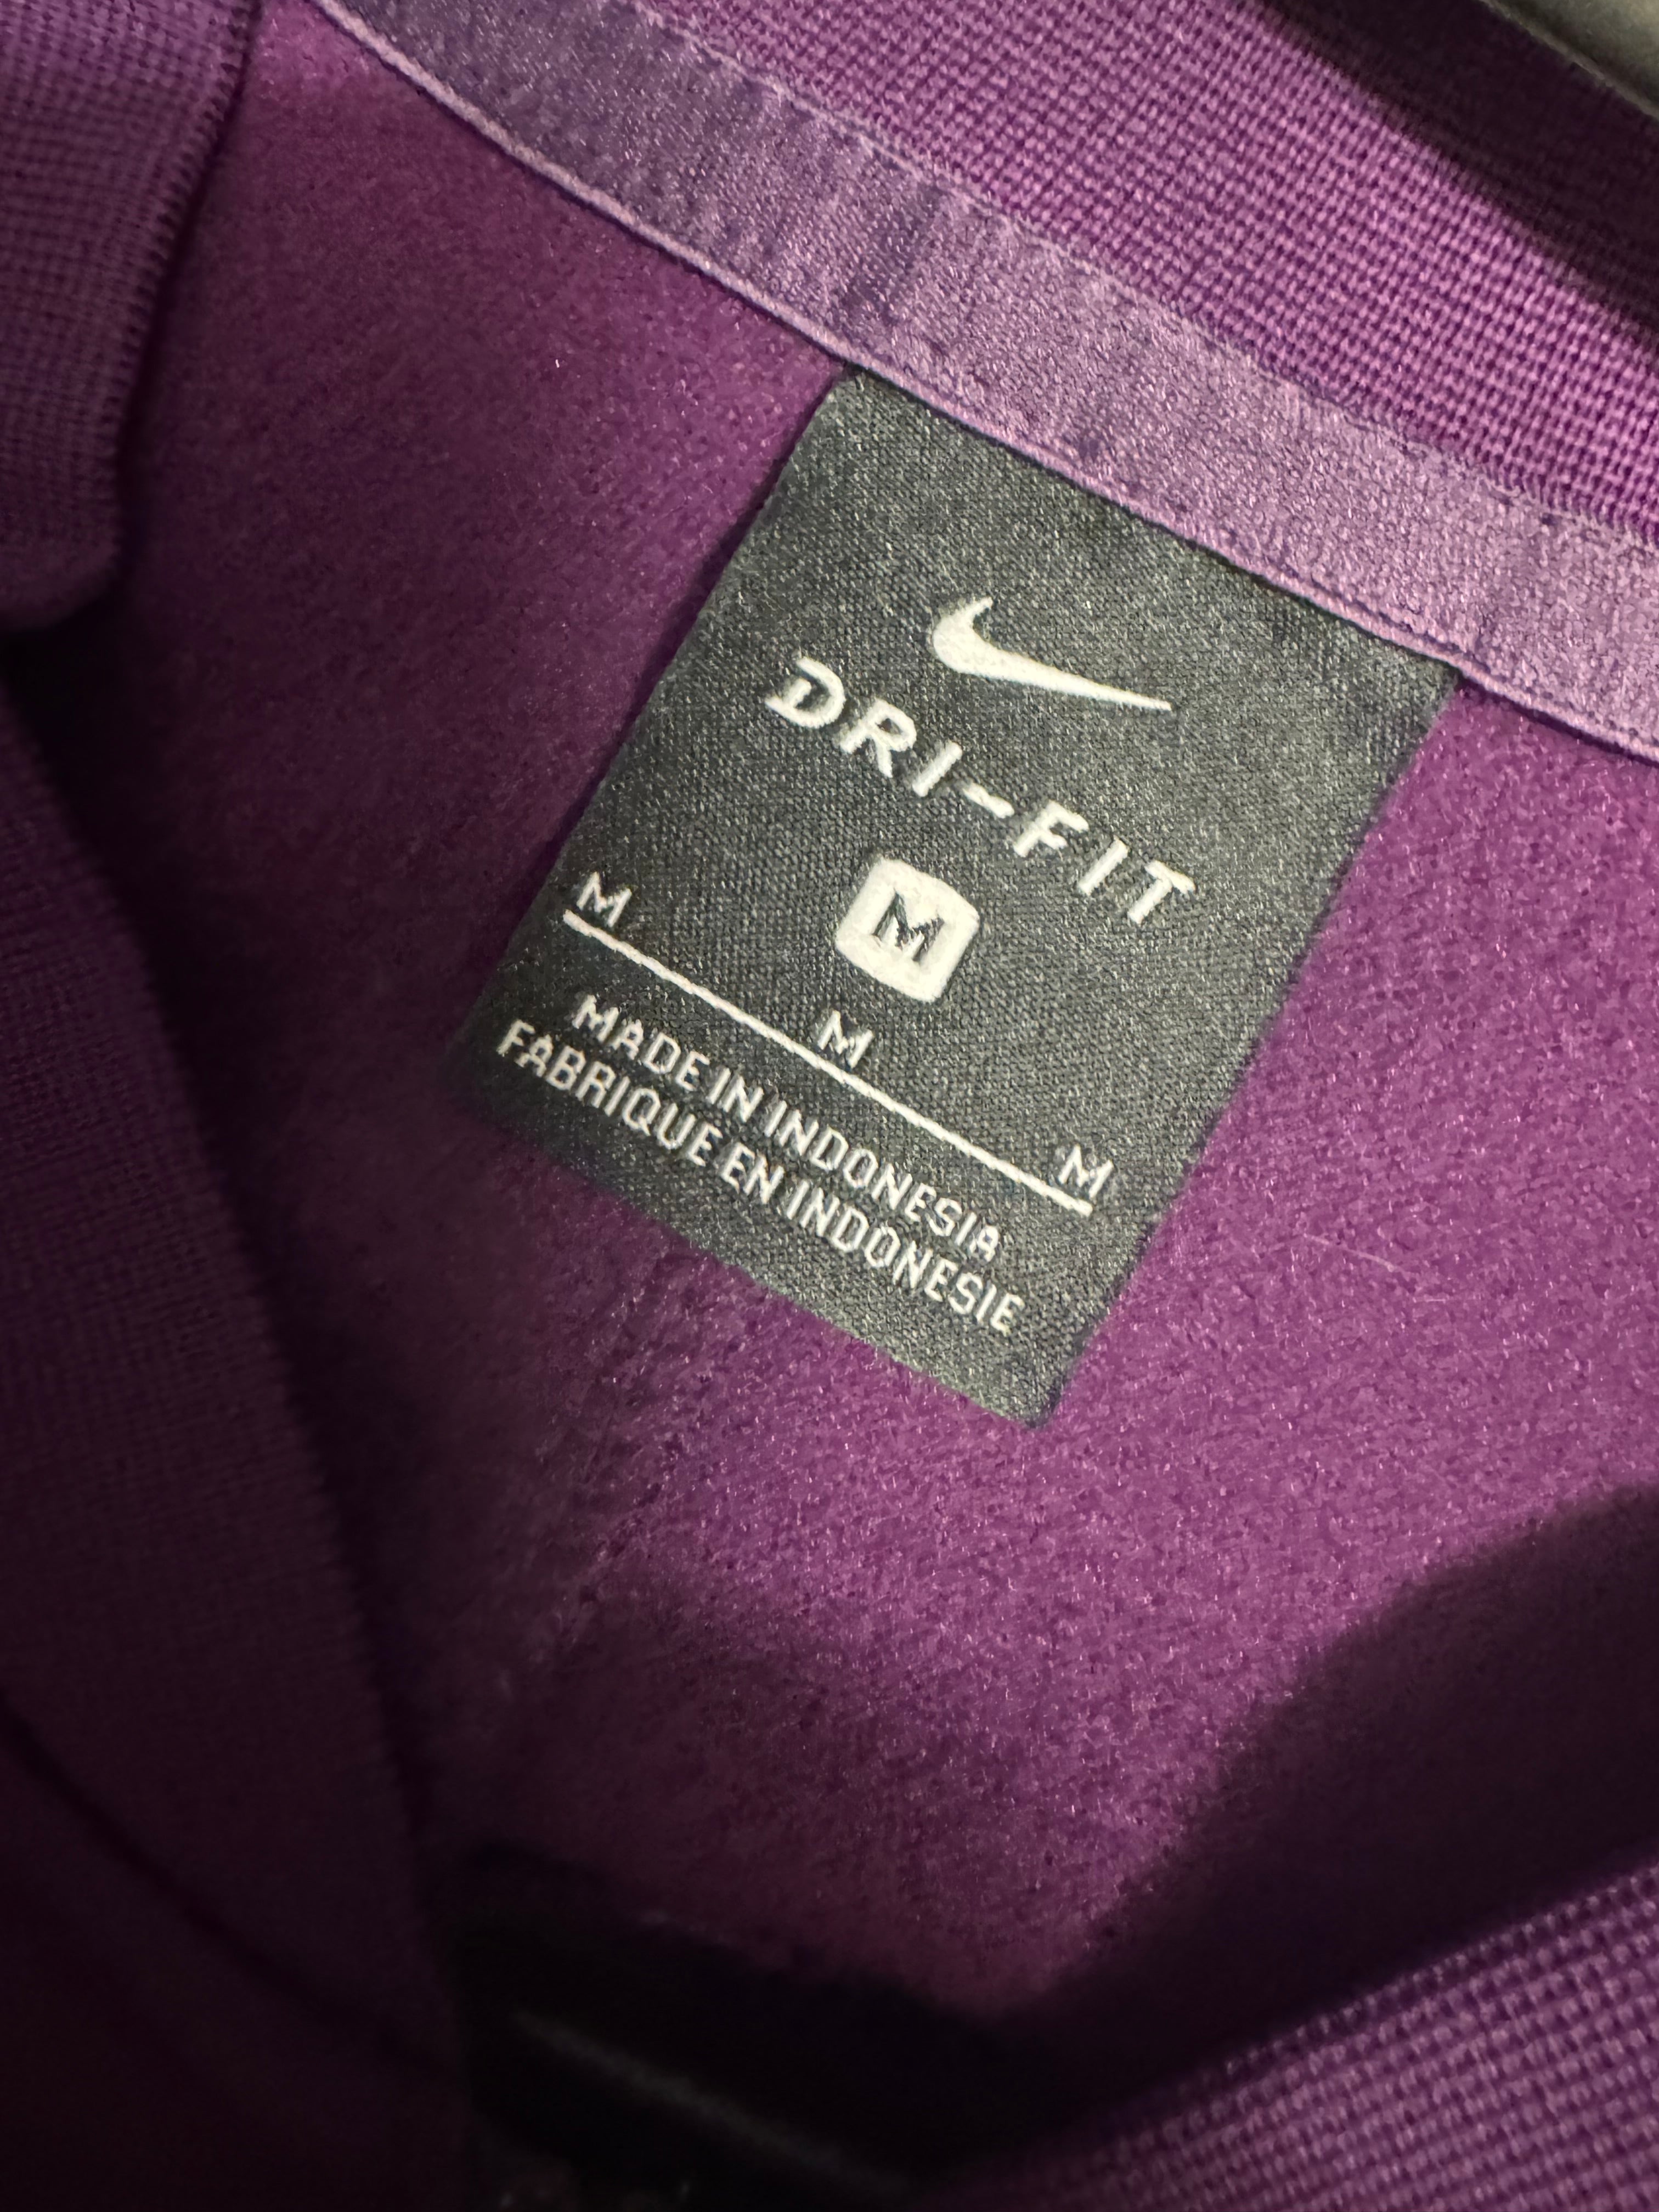 DRI-FIT
M
M M M
MADE IN INDONESIA
FABRIQUE EN INDONESIE